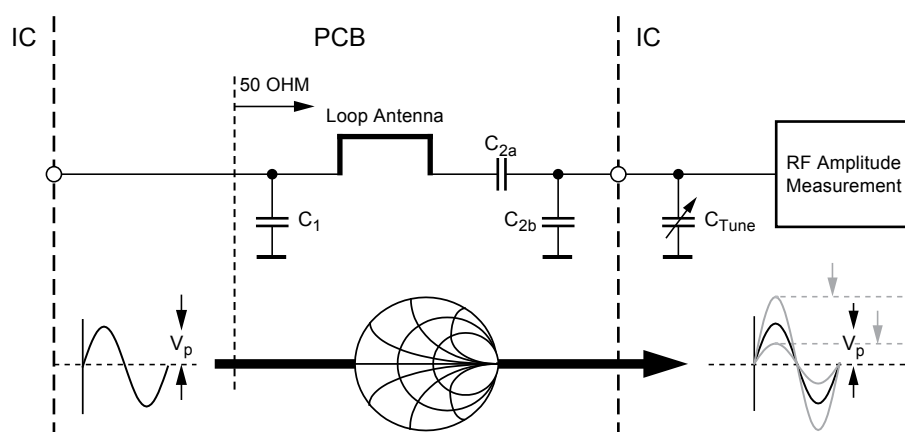 IC
PCB
IC
50 OHM
Loop Antenna
C2a
RF Amplitude
Measurement
C1
C2b
CTune
Vp
Vp